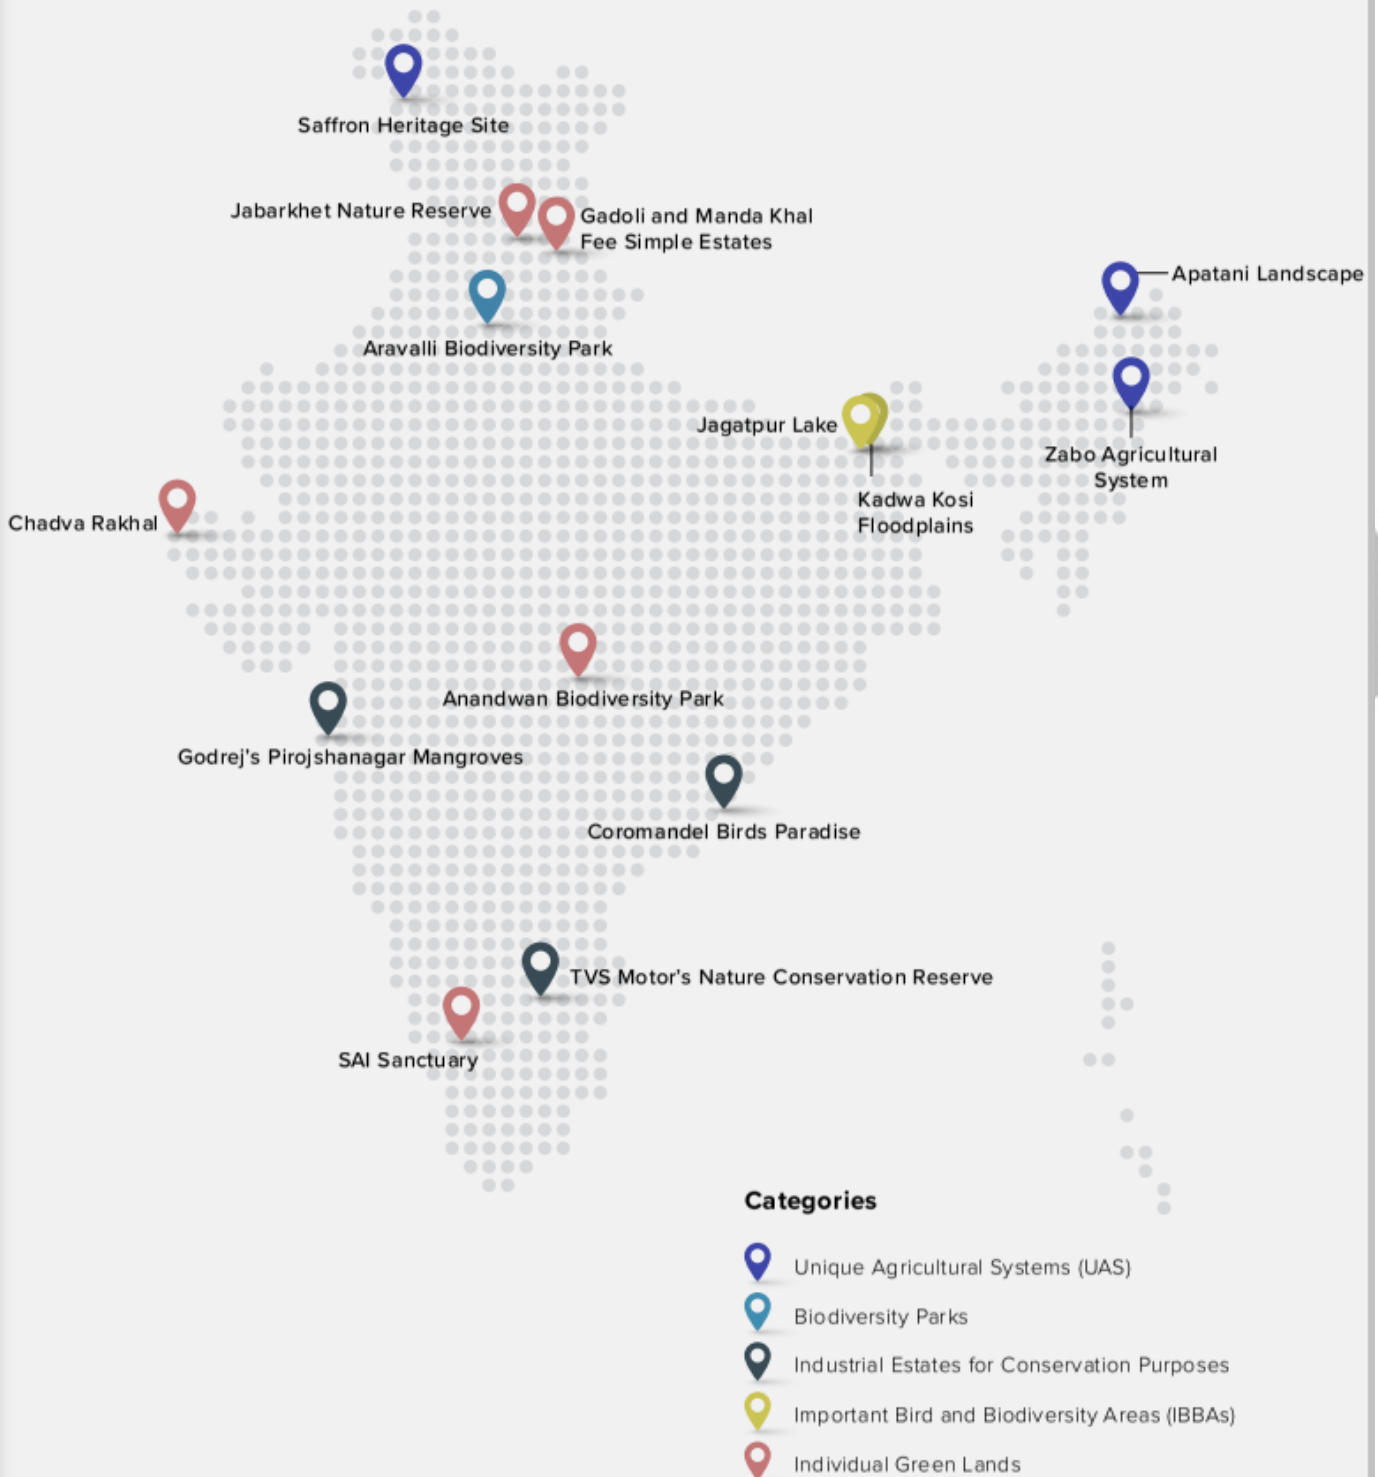 Saffron Heritage Site
Jabarkhet Nature Reserve
Gadoli and Manda Khal
Fee Simple Estates
Apatani Landscape
Aravalli Biodiversity Park
Jagatpur Lake
Zabo Agricultural
System
Kadwa Kosi
Floodplains
Chadva Rakhal
Anandwan Biodiversity Park
Godrej's Pirojshanagar Mangroves
Coromandel Birds Paradise
TVS Motor's Nature Conservation Reserve
SAI Sanctuary
Categories
Unique Agricultural Systems (UAS)
Biodiversity Parks
Industrial Estates for Conservation Purposes
Important Bird and Biodiversity Areas (IBBAs)
Individual Green Lands